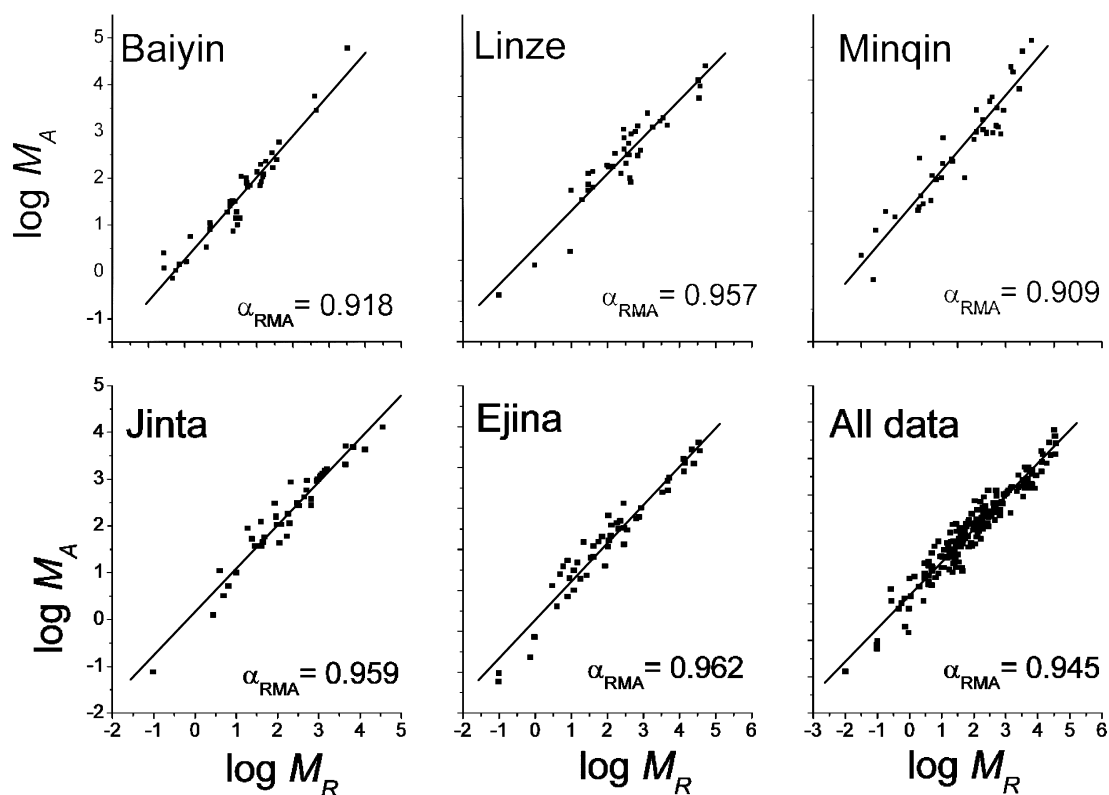 Baiyin
Linze
Minqin
5
4
3
2
1
0
-1
log M_A
α_RMA = 0.918
α_RMA = 0.957
α_RMA = 0.909
Jinta
Ejina
All data
5
4
3
2
1
0
-1
-2
log M_A
α_RMA = 0.959
α_RMA = 0.962
α_RMA = 0.945
-2 -1 0 1 2 3 4 5
-2 -1 0 1 2 3 4 5 6
-3 -2 -1 0 1 2 3 4 5 6
log M_R
log M_R
log M_R